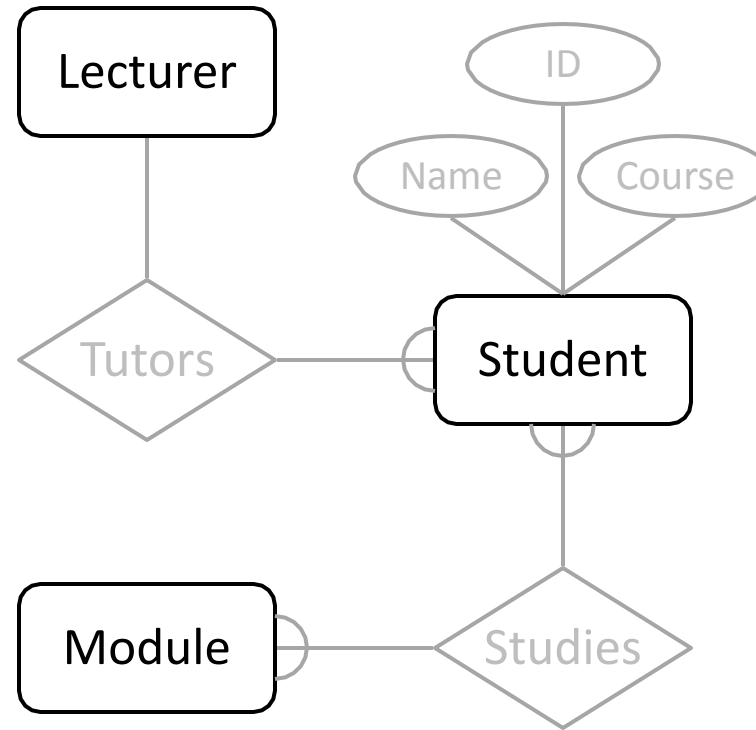 Lecturer
ID
Name
Course
Tutors
Student
Module
Studies